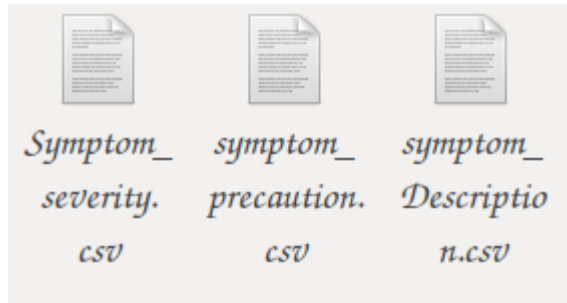 Symptom_
severity.
csv
symptom_
precaution.
csv
symptom_
Descriptio
n.csv